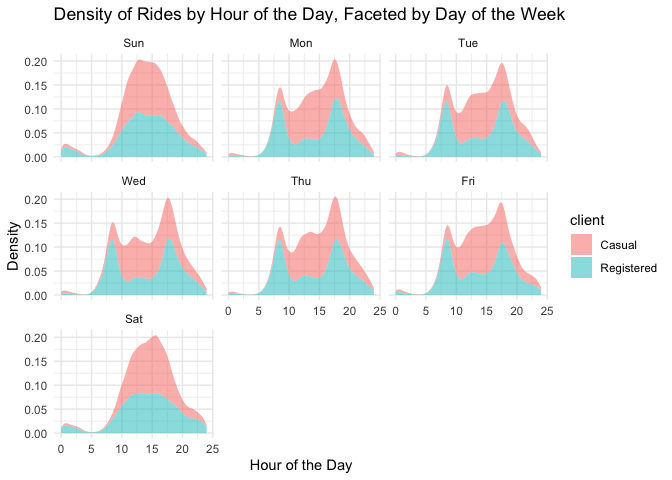 Density of Rides by Hour of the Day, Faceted by Day of the Week
Sun Mon Tue
0.20
0.15
0.10
0.05
0.00
Wed Thu Fri
0.20
0.15
0.10
0.05
0.00
0 5 10 15 20 25 0 5 10 15 20 25
Sat
0.20
0.15
0.10
0.05
0.00
0 5 10 15 20 25
Hour of the Day
Density
client
Casual
Registered